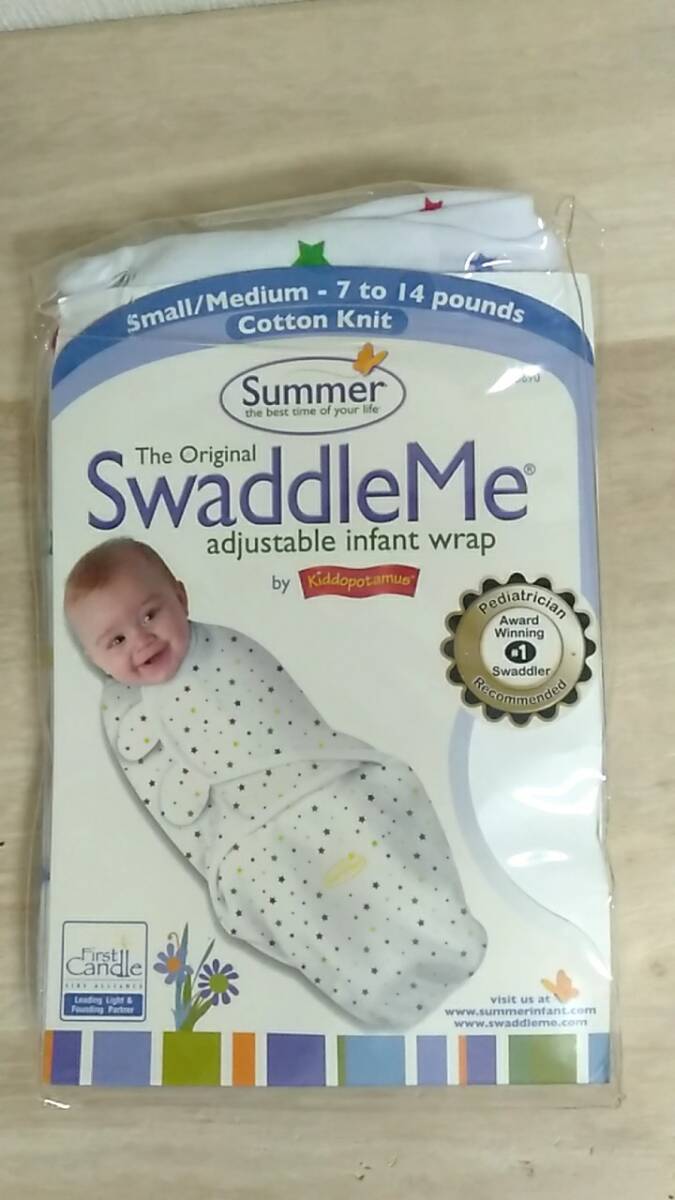 Small/Medium - 7 to 14 pounds
Cotton Knit
Summer
the best time of your life
The Original
SwaddleMe®
adjustable infant wrap
by Kiddopotamus®
Pediatrician
Award
Winning
#1
Swaddler
Recommended
First
Candle
SIDS ALLIANCE
Leading Light &
Founding Partner
visit us at
www.summerinfant.com
www.swaddleme.com